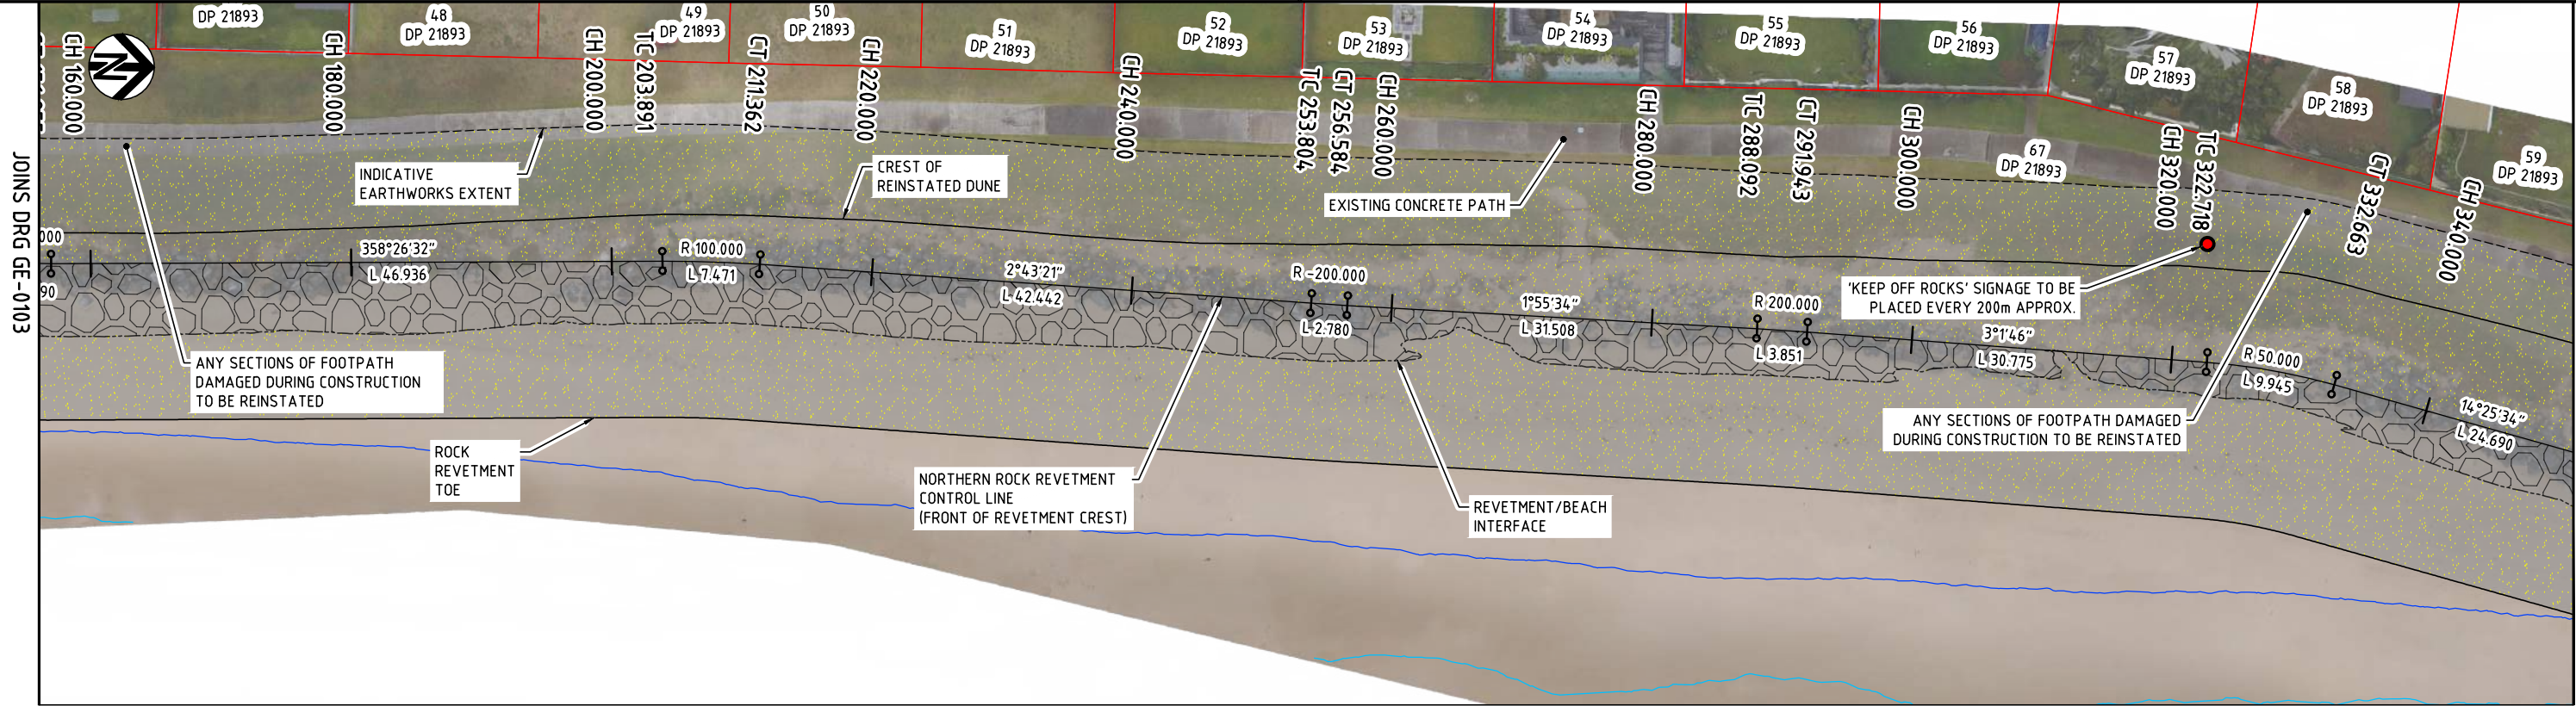 DP 21893
48
DP 21893
49
DP 21893
50
DP 21893
51
DP 21893
52
DP 21893
53
DP 21893
54
DP 21893
55
DP 21893
56
DP 21893
57
DP 21893
58
DP 21893
59
DP 21893
67
DP 21893
N
CH 160.000
CH 180.000
CH 200.000
TC 203.891
CT 211.362
CH 220.000
CH 240.000
TC 253.804
CT 256.584
CH 260.000
CH 280.000
TC 288.092
CT 291.943
CH 300.000
CH 320.000
TC 322.718
CT 332.663
CH 340.000
JOINS DRG GE-0103
INDICATIVE
EARTHWORKS EXTENT
CREST OF
REINSTATED DUNE
EXISTING CONCRETE PATH
'KEEP OFF ROCKS' SIGNAGE TO BE
PLACED EVERY 200m APPROX.
000
90
358°26'32"
L 46.936
R 100.000
L 7.471
2°43'21"
L 42.442
R -200.000
L 2.780
1°55'34"
L 31.508
R 200.000
L 3.851
3°1'46"
L 30.775
R 50.000
L 9.945
14°25'34"
L 24.690
ANY SECTIONS OF FOOTPATH
DAMAGED DURING CONSTRUCTION
TO BE REINSTATED
ROCK
REVETMENT
TOE
NORTHERN ROCK REVETMENT
CONTROL LINE
(FRONT OF REVETMENT CREST)
REVETMENT/BEACH
INTERFACE
ANY SECTIONS OF FOOTPATH DAMAGED
DURING CONSTRUCTION TO BE REINSTATED